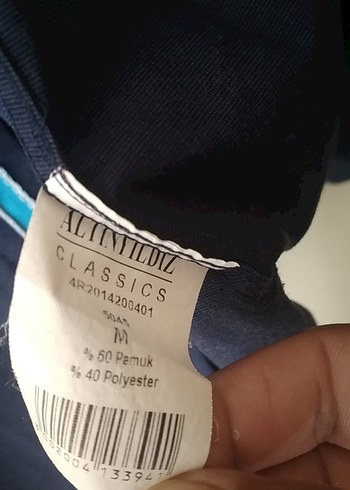 ALTINYILDIZ
CLASSICS
4R2014200401
M
% 60 Pamuk
% 40 Polyester